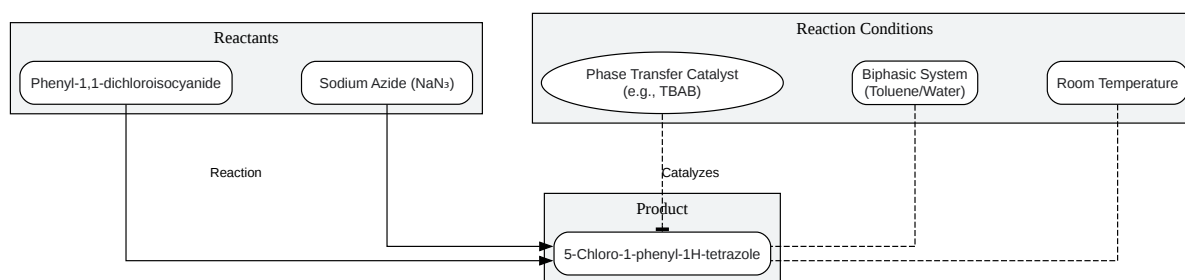 Reactants
Phenyl-1,1-dichloroisocyanide
Sodium Azide (NaN₃)
Reaction Conditions
Phase Transfer Catalyst
(e.g., TBAB)
Biphasic System
(Toluene/Water)
Room Temperature
Reaction
Catalyzes
Product
5-Chloro-1-phenyl-1H-tetrazole